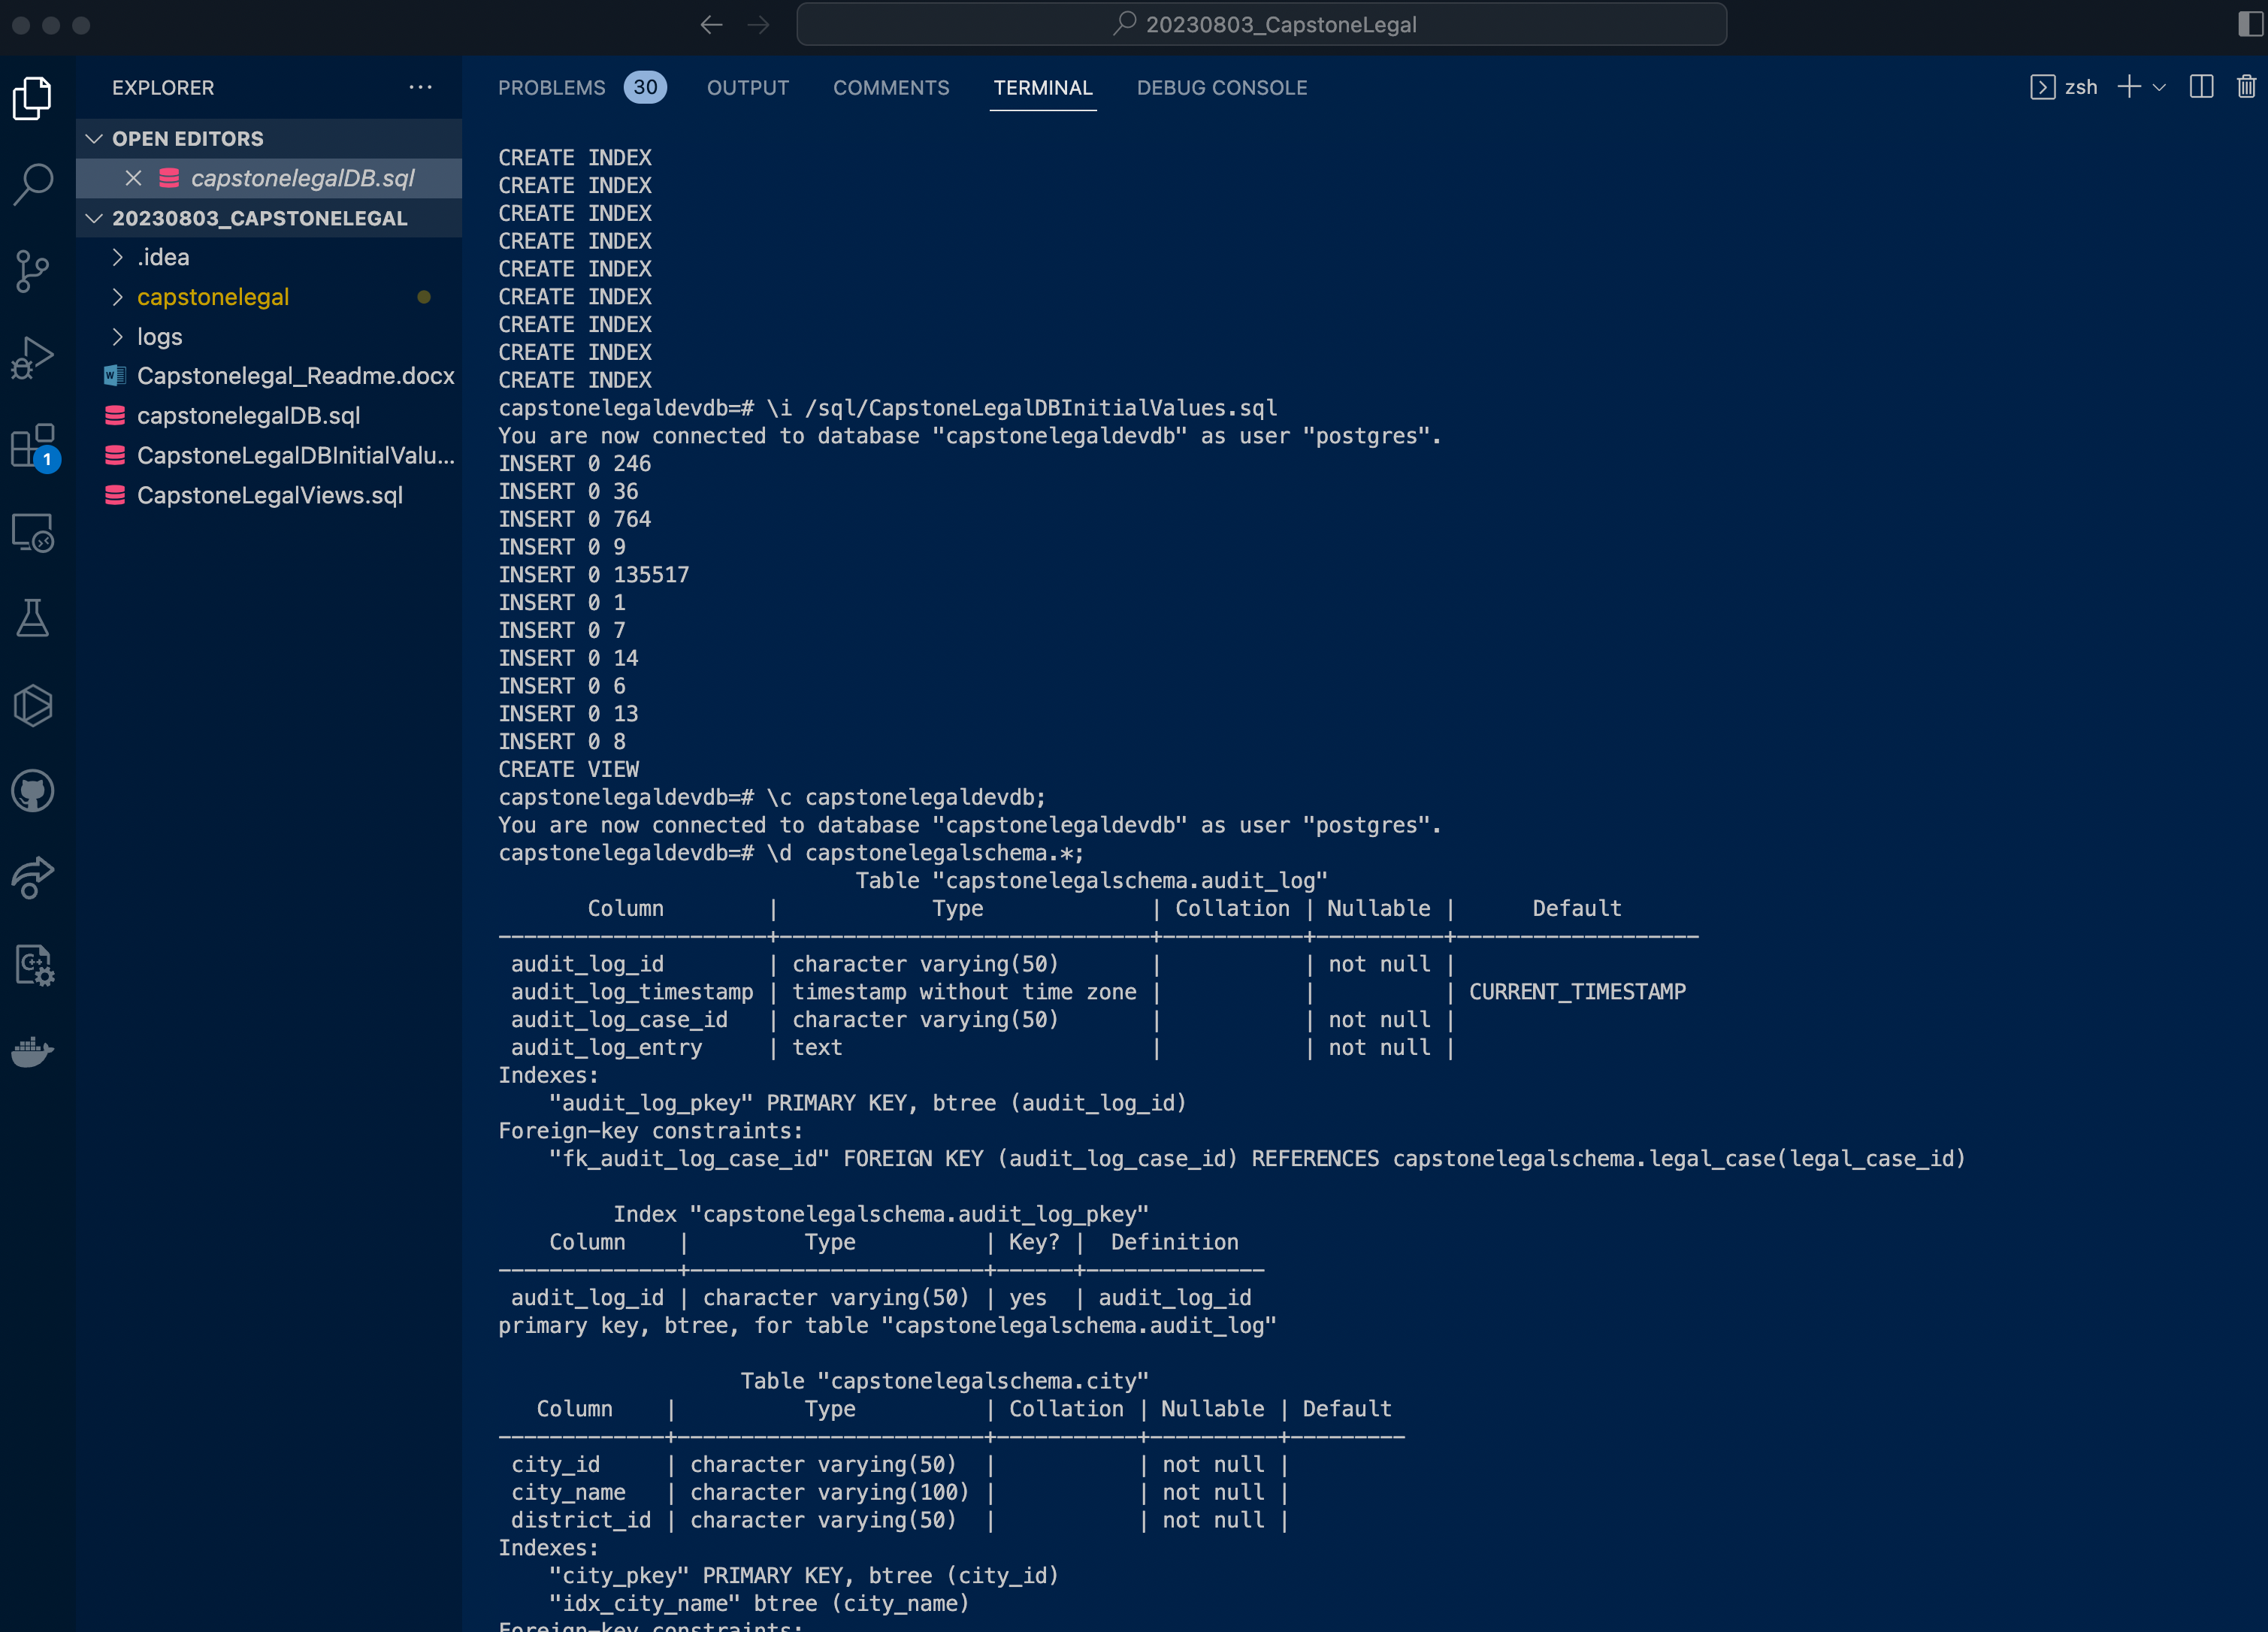 20230803_CapstoneLegal
EXPLORER
OPEN EDITORS
capstonelegalDB.sql
20230803_CAPSTONELEGAL
.idea
capstonelegal
logs
Capstonelegal_Readme.docx
capstonelegalDB.sql
CapstoneLegalDBInitialValu...
CapstoneLegalViews.sql
1
PROBLEMS 30 OUTPUT COMMENTS TERMINAL DEBUG CONSOLE
zsh
CREATE INDEX
CREATE INDEX
CREATE INDEX
CREATE INDEX
CREATE INDEX
CREATE INDEX
CREATE INDEX
CREATE INDEX
CREATE INDEX
capstonelegaldevdb=# \i /sql/CapstoneLegalDBInitialValues.sql
You are now connected to database "capstonelegaldevdb" as user "postgres".
INSERT 0 246
INSERT 0 36
INSERT 0 764
INSERT 0 9
INSERT 0 135517
INSERT 0 1
INSERT 0 7
INSERT 0 14
INSERT 0 6
INSERT 0 13
INSERT 0 8
CREATE VIEW
capstonelegaldevdb=# \c capstonelegaldevdb;
You are now connected to database "capstonelegaldevdb" as user "postgres".
capstonelegaldevdb=# \d capstonelegalschema.*;
Table "capstonelegalschema.audit_log"
Column | Type | Collation | Nullable | Default
---------------------+-----------------------------+-----------+----------+-------------------
audit_log_id | character varying(50) | | not null |
audit_log_timestamp | timestamp without time zone | | | CURRENT_TIMESTAMP
audit_log_case_id | character varying(50) | | not null |
audit_log_entry | text | | not null |
Indexes:
"audit_log_pkey" PRIMARY KEY, btree (audit_log_id)
Foreign-key constraints:
"fk_audit_log_case_id" FOREIGN KEY (audit_log_case_id) REFERENCES capstonelegalschema.legal_case(legal_case_id)
Index "capstonelegalschema.audit_log_pkey"
Column | Type | Key? | Definition
--------------+-----------------------+------+--------------
audit_log_id | character varying(50) | yes | audit_log_id
primary key, btree, for table "capstonelegalschema.audit_log"
Table "capstonelegalschema.city"
Column | Type | Collation | Nullable | Default
-------------+------------------------+-----------+----------+---------
city_id | character varying(50) | | not null |
city_name | character varying(100) | | not null |
district_id | character varying(50) | | not null |
Indexes:
"city_pkey" PRIMARY KEY, btree (city_id)
"idx_city_name" btree (city_name)
Foreign-key constraints: